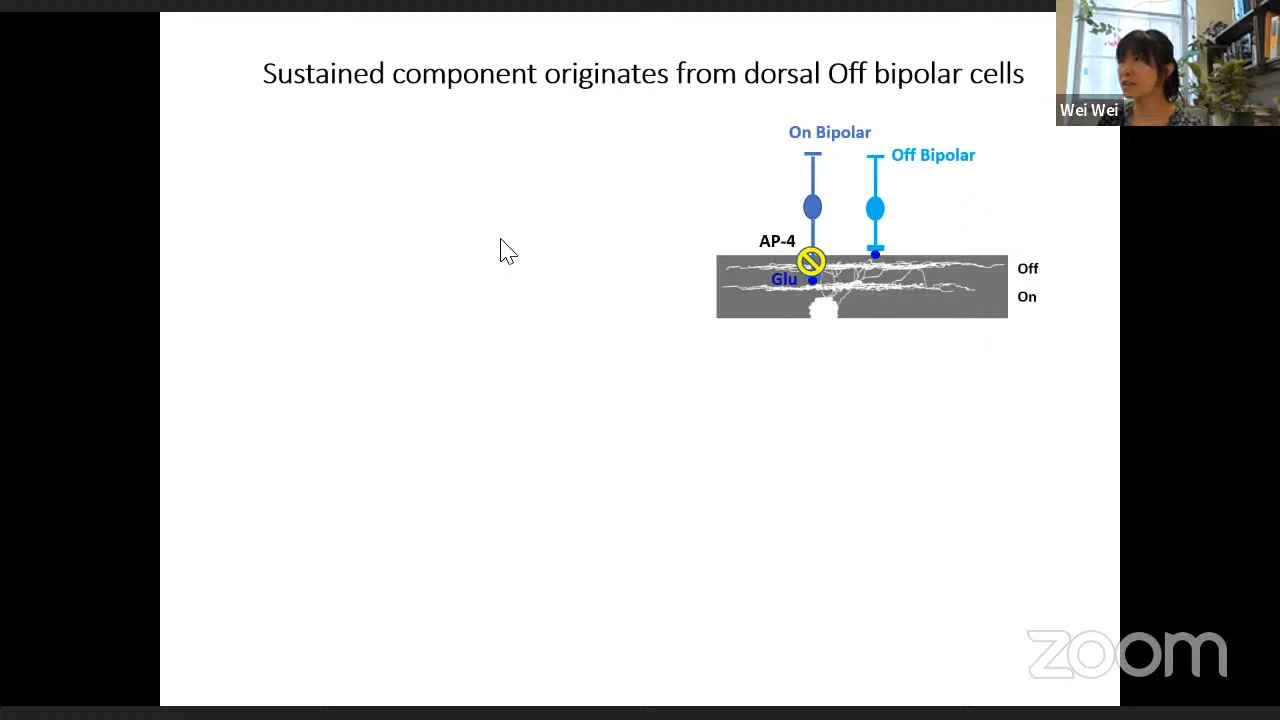 Sustained component originates from dorsal Off bipolar cells
Wei Wei
On Bipolar
Off Bipolar
AP-4
Glu
Off
On
zoom